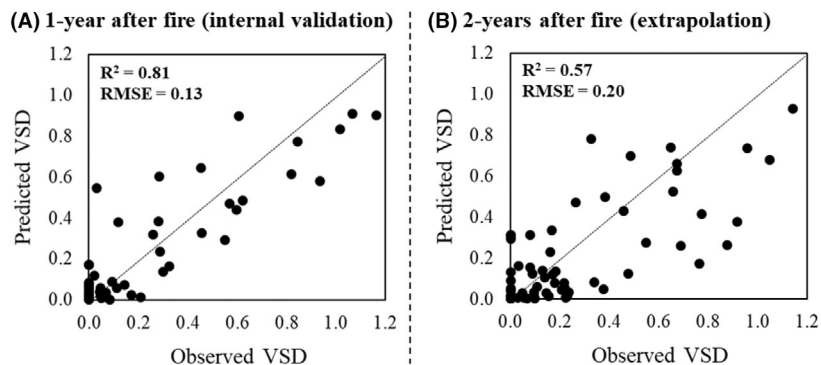 (A) 1-year after fire (internal validation)
R² = 0.81
RMSE = 0.13
Predicted VSD
1.2
1.0
0.8
0.6
0.4
0.2
0.0
0.0 0.2 0.4 0.6 0.8 1.0 1.2
Observed VSD
(B) 2-years after fire (extrapolation)
R² = 0.57
RMSE = 0.20
Predicted VSD
1.2
1.0
0.8
0.6
0.4
0.2
0.0
0.0 0.2 0.4 0.6 0.8 1.0 1.2
Observed VSD